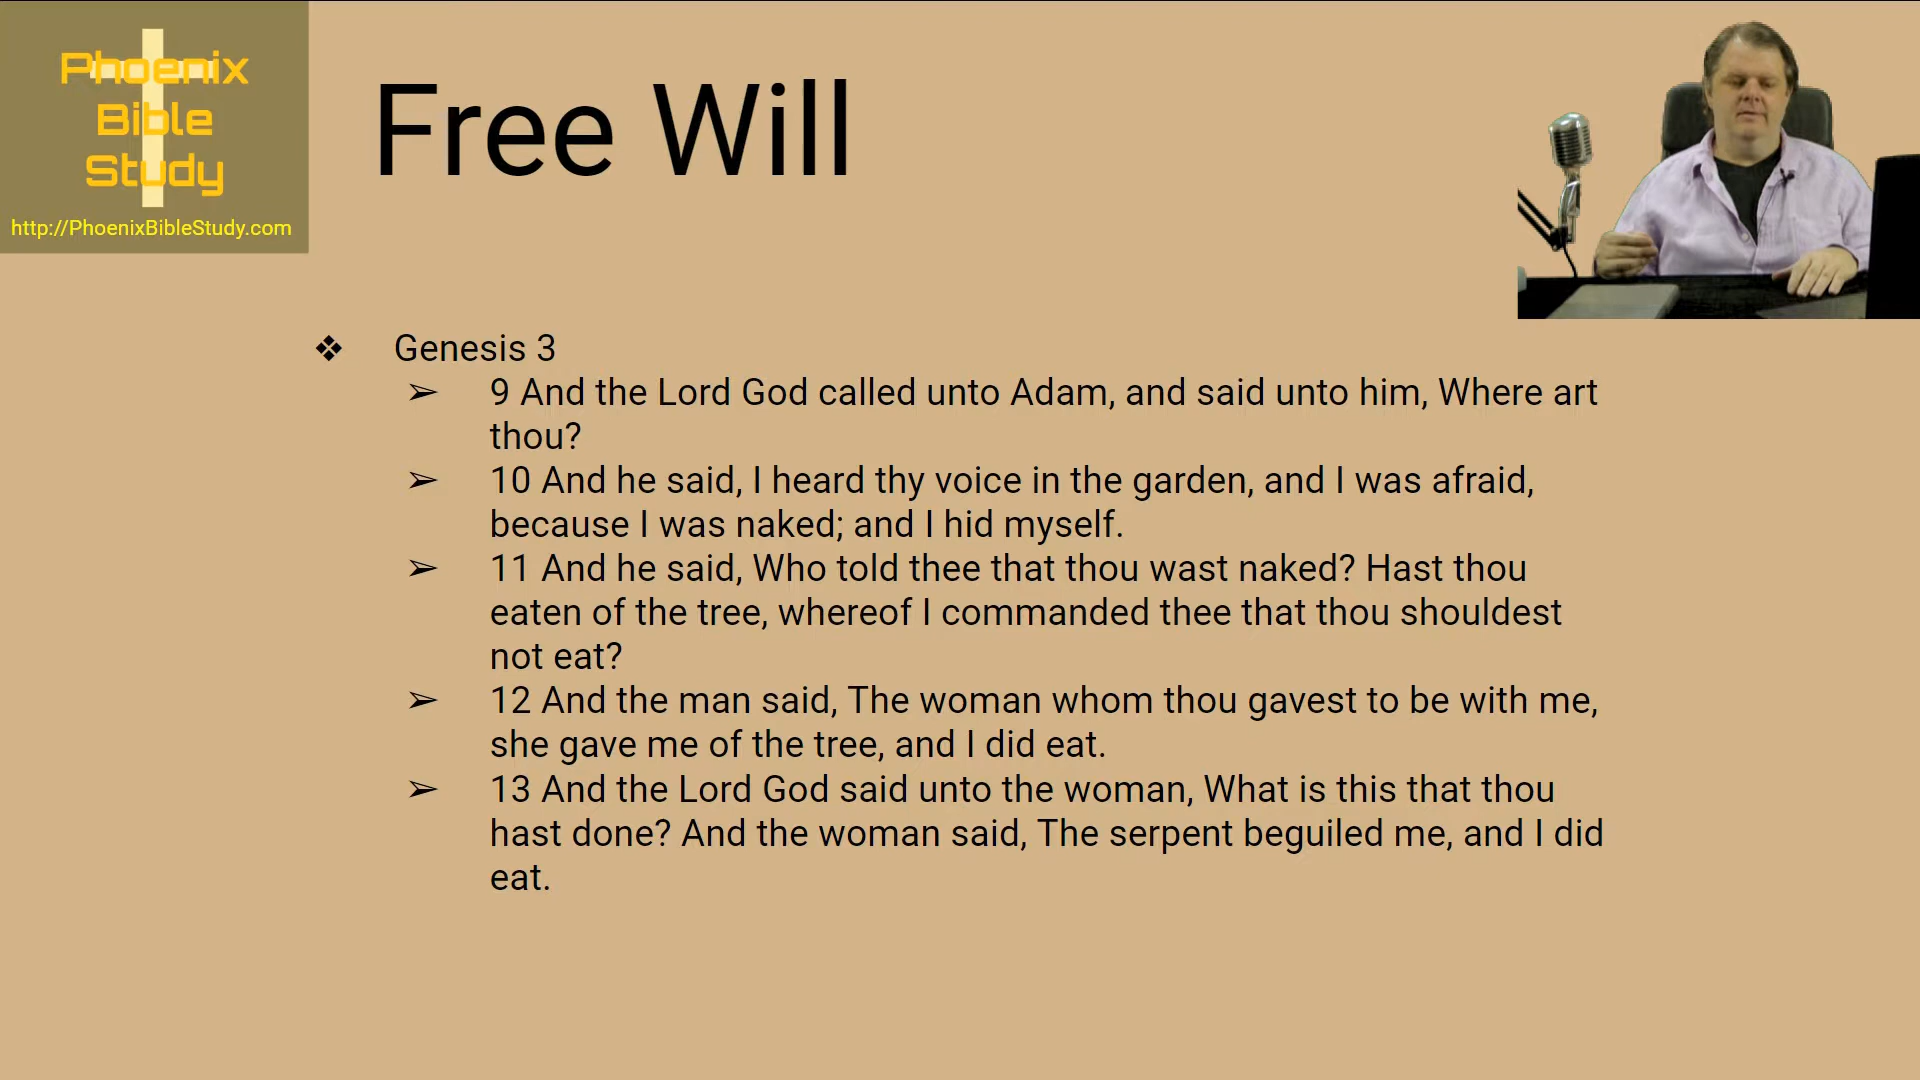 Phoenix
Bible
Study
http://PhoenixBibleStudy.com
Free Will
❖ Genesis 3
➢ 9 And the Lord God called unto Adam, and said unto him, Where art
thou?
➢ 10 And he said, I heard thy voice in the garden, and I was afraid,
because I was naked; and I hid myself.
➢ 11 And he said, Who told thee that thou wast naked? Hast thou
eaten of the tree, whereof I commanded thee that thou shouldest
not eat?
➢ 12 And the man said, The woman whom thou gavest to be with me,
she gave me of the tree, and I did eat.
➢ 13 And the Lord God said unto the woman, What is this that thou
hast done? And the woman said, The serpent beguiled me, and I did
eat.